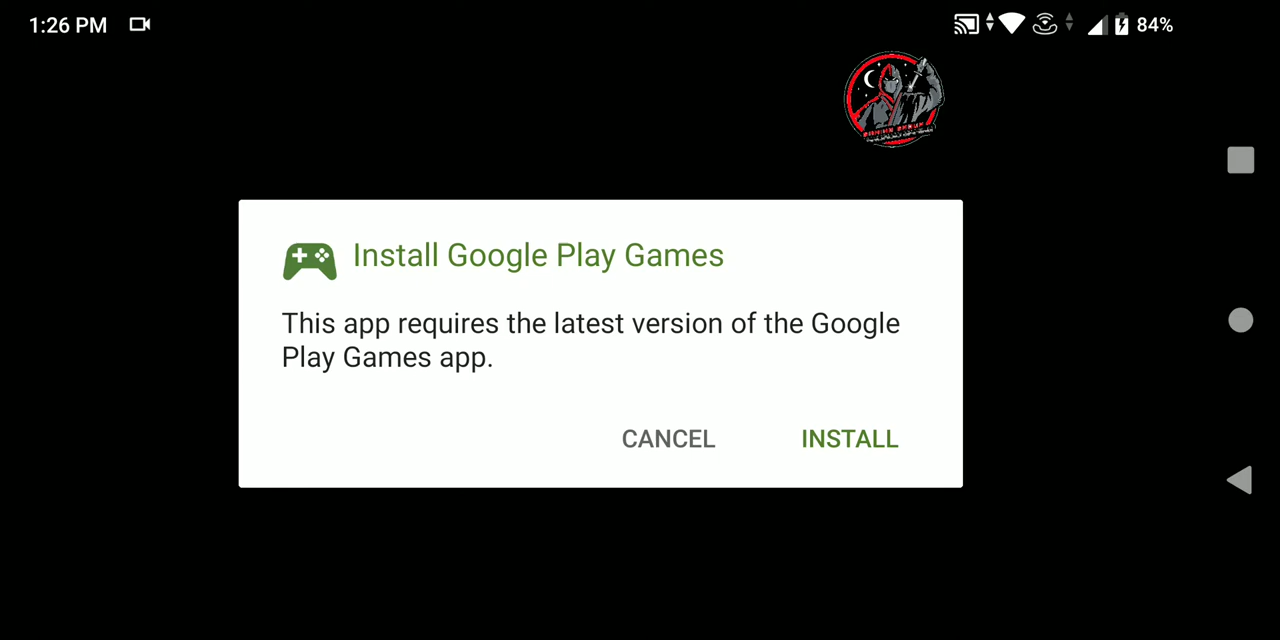 1:26 PM 84%
Install Google Play Games
This app requires the latest version of the Google
Play Games app.
CANCEL INSTALL